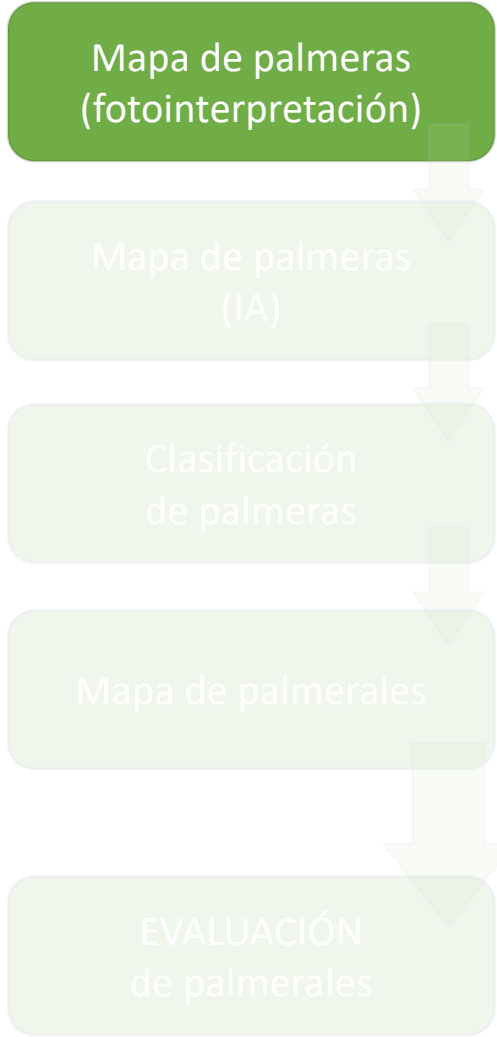 Mapa de palmeras
(fotointerpretación)
Mapa de palmeras
(IA)
Clasificación
de palmeras
Mapa de palmerales
EVALUACIÓN
de palmerales